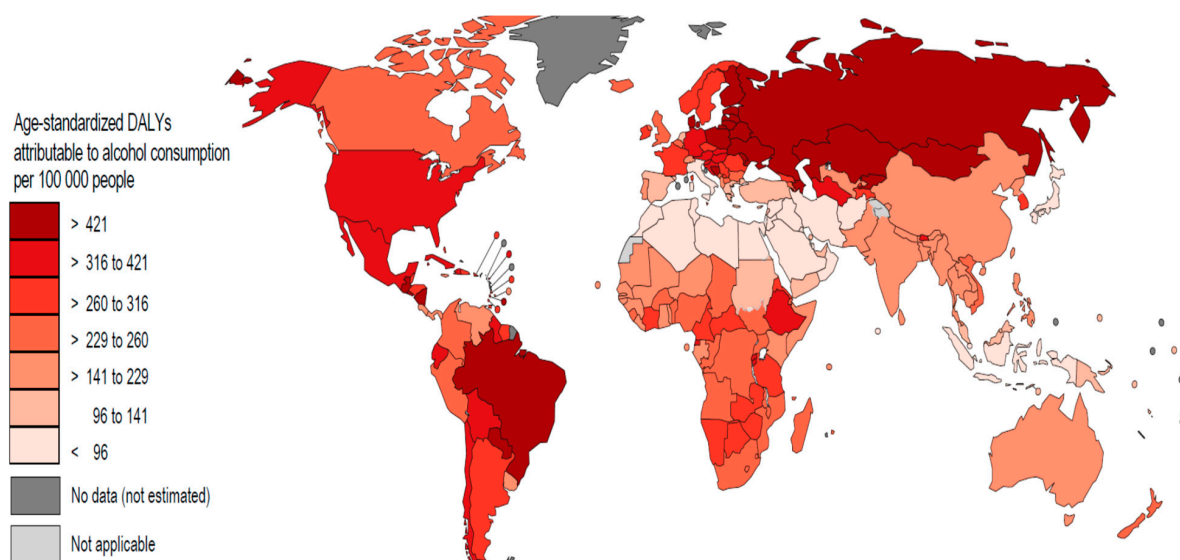 Age-standardized DALYs
attributable to alcohol consumption
per 100 000 people
> 421
> 316 to 421
> 260 to 316
> 229 to 260
> 141 to 229
96 to 141
< 96
No data (not estimated)
Not applicable